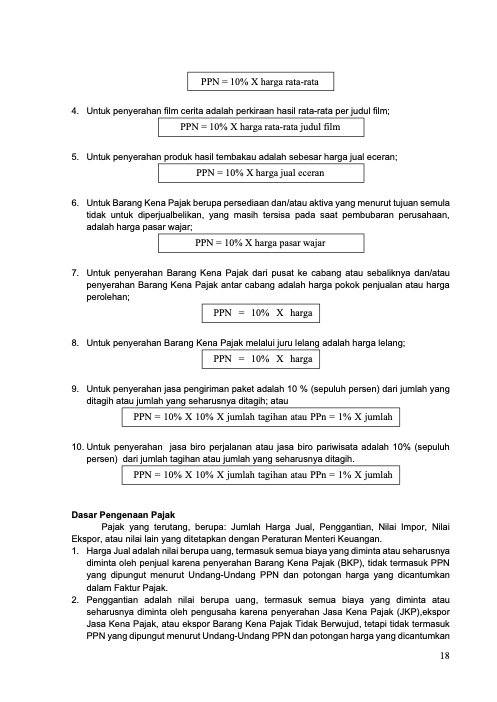 PPN = 10% X harga rata-rata
4. Untuk penyerahan film cerita adalah perkiraan hasil rata-rata per judul film;
PPN = 10% X harga rata-rata judul film
5. Untuk penyerahan produk hasil tembakau adalah sebesar harga jual eceran;
PPN = 10% X harga jual eceran
6. Untuk Barang Kena Pajak berupa persediaan dan/atau aktiva yang menurut tujuan semula
tidak untuk diperjualbelikan, yang masih tersisa pada saat pembubaran perusahaan,
adalah harga pasar wajar;
PPN = 10% X harga pasar wajar
7. Untuk penyerahan Barang Kena Pajak dari pusat ke cabang atau sebaliknya dan/atau
penyerahan Barang Kena Pajak antar cabang adalah harga pokok penjualan atau harga
perolehan;
PPN = 10% X harga
8. Untuk penyerahan Barang Kena Pajak melalui juru lelang adalah harga lelang;
PPN = 10% X harga
9. Untuk penyerahan jasa pengiriman paket adalah 10 % (sepuluh persen) dari jumlah yang
ditagih atau jumlah yang seharusnya ditagih; atau
PPN = 10% X 10% X jumlah tagihan atau PPn = 1% X jumlah
10. Untuk penyerahan jasa biro perjalanan atau jasa biro pariwisata adalah 10% (sepuluh
persen) dari jumlah tagihan atau jumlah yang seharusnya ditagih.
PPN = 10% X 10% X jumlah tagihan atau PPn = 1% X jumlah
Dasar Pengenaan Pajak
Pajak yang terutang, berupa: Jumlah Harga Jual, Penggantian, Nilai Impor, Nilai
Ekspor, atau nilai lain yang ditetapkan dengan Peraturan Menteri Keuangan.
1. Harga Jual adalah nilai berupa uang, termasuk semua biaya yang diminta atau seharusnya
diminta oleh penjual karena penyerahan Barang Kena Pajak (BKP), tidak termasuk PPN
yang dipungut menurut Undang-Undang PPN dan potongan harga yang dicantumkan
dalam Faktur Pajak.
2. Penggantian adalah nilai berupa uang, termasuk semua biaya yang diminta atau
seharusnya diminta oleh pengusaha karena penyerahan Jasa Kena Pajak (JKP),ekspor
Jasa Kena Pajak, atau ekspor Barang Kena Pajak Tidak Berwujud, tetapi tidak termasuk
PPN yang dipungut menurut Undang-Undang PPN dan potongan harga yang dicantumkan
18